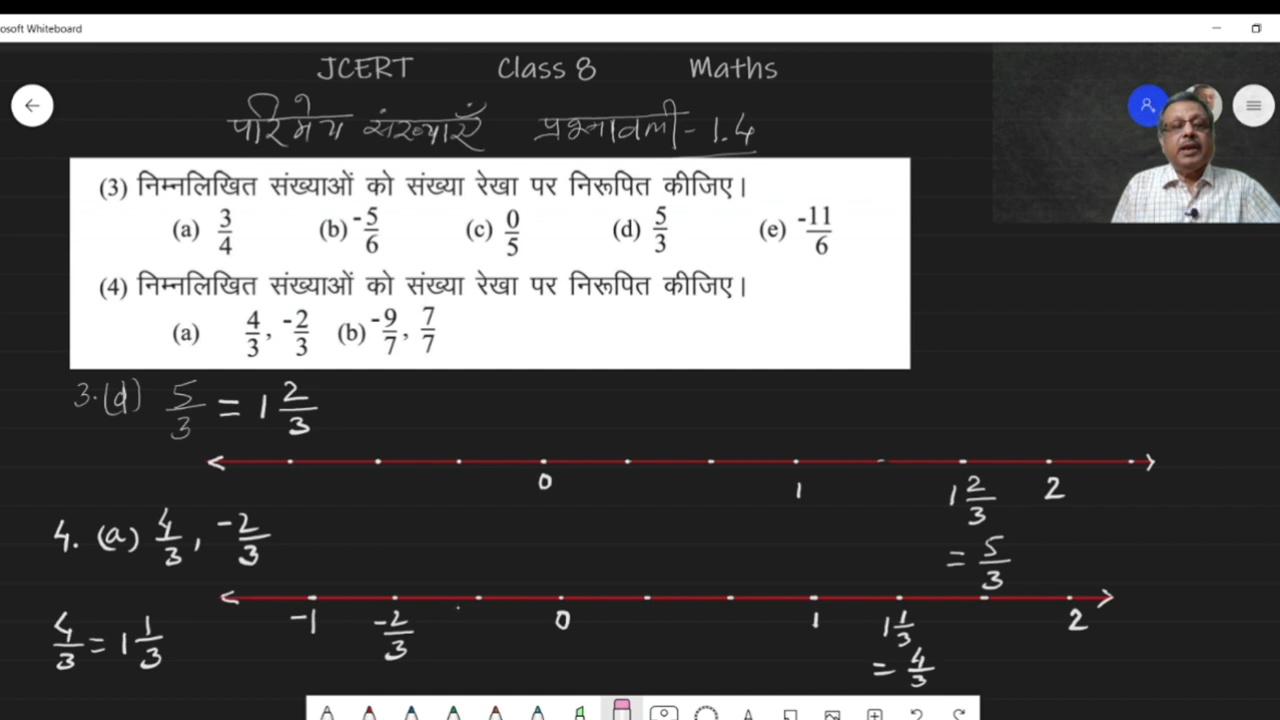 osoft Whiteboard
JCERT Class 8 Maths
परिमेय संख्याएँ प्रश्नावली - 1.4
(3) निम्नलिखित संख्याओं को संख्या रेखा पर निरूपित कीजिए।
(a) 3/4 (b) -5/6 (c) 0/5 (d) 5/3 (e) -11/6
(4) निम्नलिखित संख्याओं को संख्या रेखा पर निरूपित कीजिए।
(a) 4/3, -2/3 (b) -9/7, 7/7
3.(d) 5/3 = 1 2/3
0 1 1 2/3 2
= 5/3
4. (a) 4/3, -2/3
4/3 = 1 1/3
-1 -2/3 0 1 1 1/3 2
= 4/3